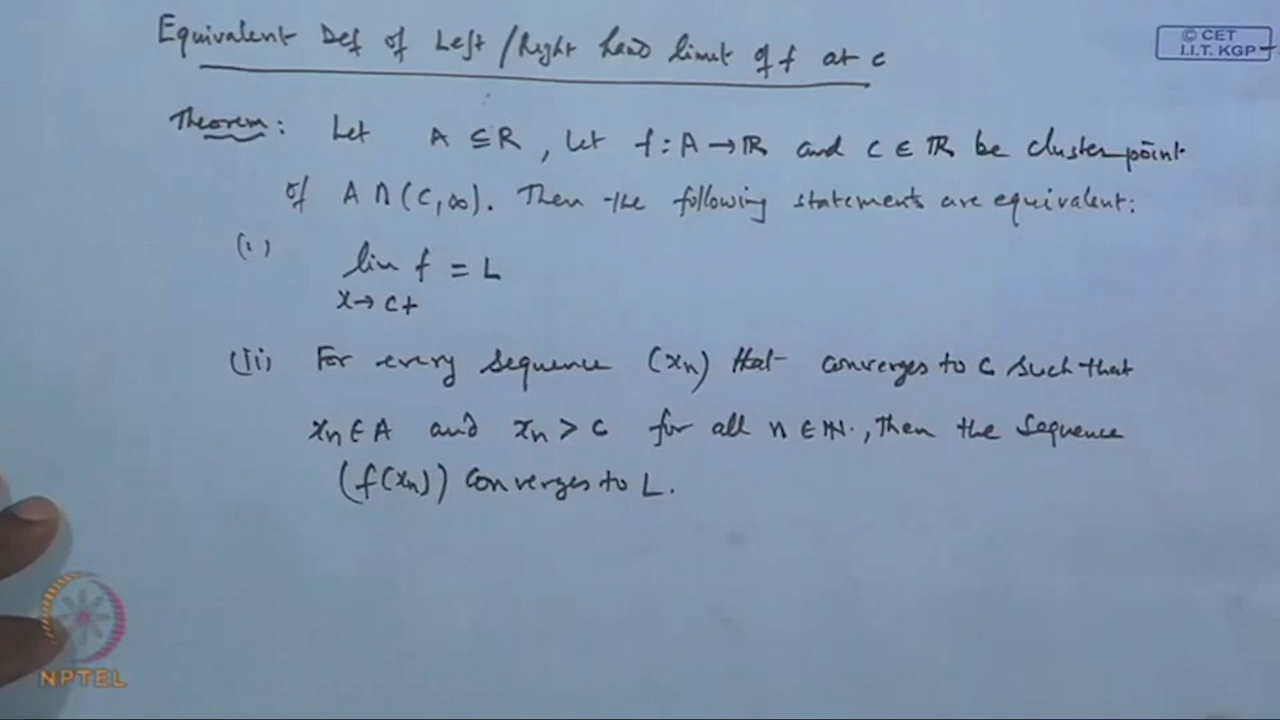 Equivalent Def of Left/Right hand limit of f at c
© CET
I.I.T. KGP
Theorem: Let A ⊆ R, Let f: A → ℝ and c ∈ ℝ be cluster point
of A ∩ (c, ∞). Then the following statements are equivalent:
(i) lim f = L
x → c+
(ii) For every sequence (xₙ) that converges to c such that
xₙ ∈ A and xₙ > c for all n ∈ ℕ., Then the sequence
(f(xₙ)) converges to L.
NPTEL